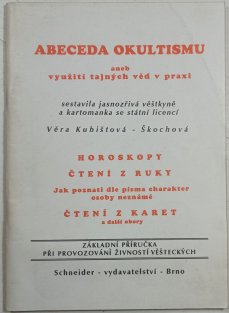 ABECEDA OKULTISMU
aneb
využití tajných věd v praxi
sestavila jasnozřivá věštkyně
a kartomanka se státní licencí
Věra Kubištová - Škochová
HOROSKOPY
ČTENÍ Z RUKY
Jak poznati dle písma charakter
osoby neznámé
ČTENÍ Z KARET
a další obory
ZÁKLADNÍ PŘÍRUČKA
PŘI PROVOZOVÁNÍ ŽIVNOSTÍ VĚŠTECKÝCH
Schneider - vydavatelství - Brno